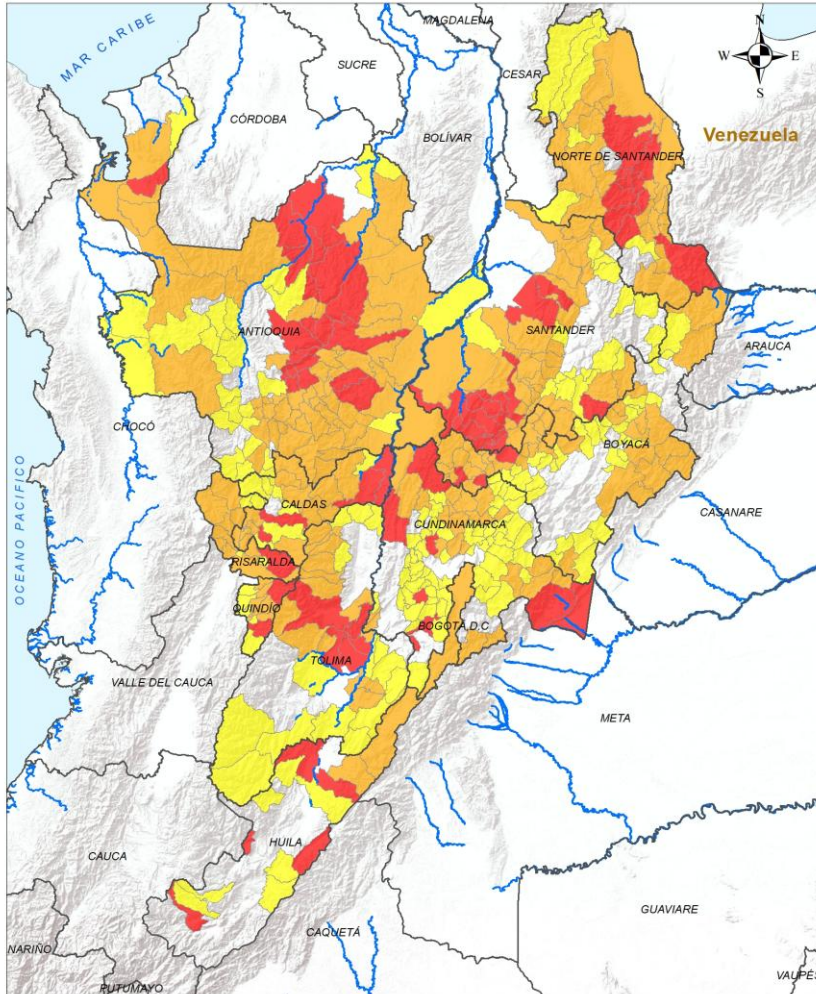 MAGDALENA
N
W
E
S
MAR CARIBE
SUCRE
CESAR
CÓRDOBA
BOLÍVAR
Venezuela
NORTE DE SANTANDER
ANTIOQUIA
SANTANDER
ARAUCA
CHOCÓ
BOYACÁ
OCEANO PACIFICO
CALDAS
CUNDINAMARCA
CASANARE
RISARALDA
QUINDÍO
BOGOTÁ, D.C
TOLIMA
VALLE DEL CAUCA
META
HUILA
CAUCA
GUAVIARE
CAQUETÁ
NARIÑO
PUTUMAYO
VAUPÉS